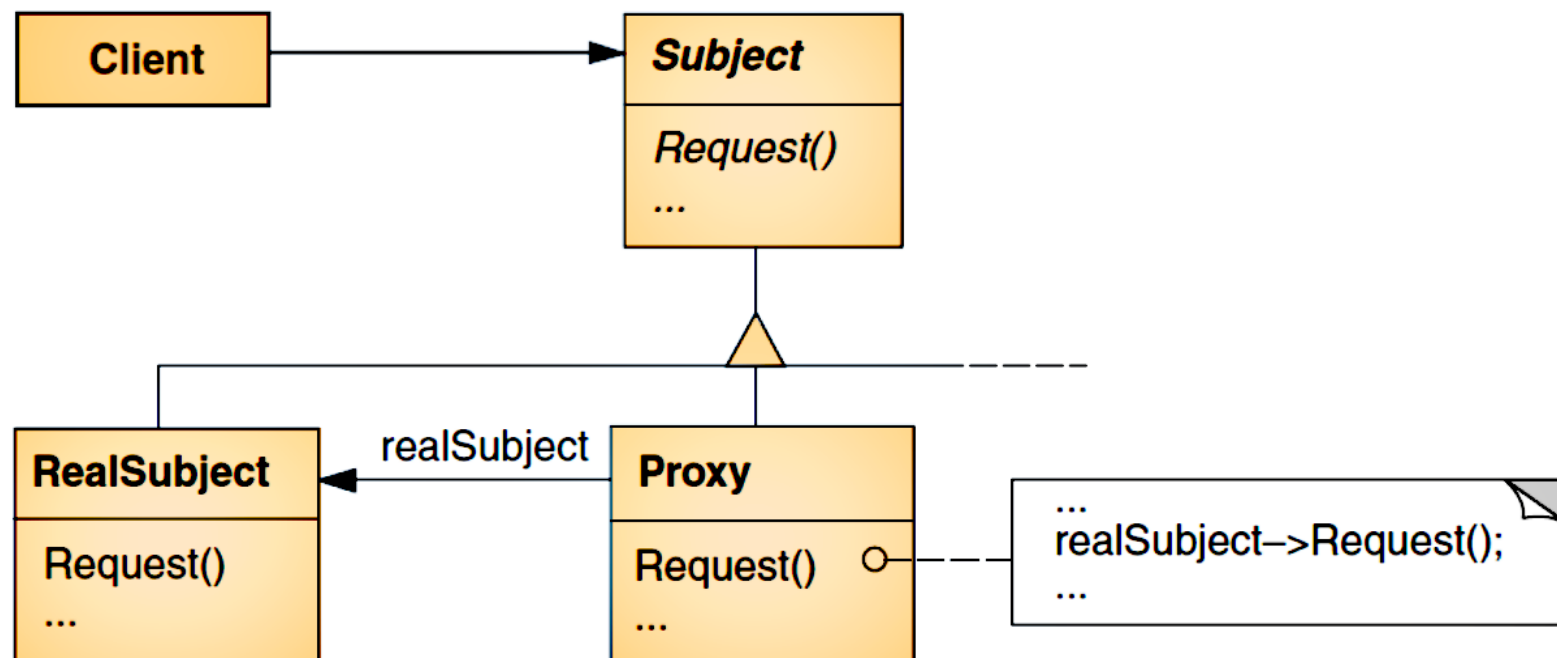 Client
Subject
Request()
...
realSubject
RealSubject
Request()
...
Proxy
Request()
...
...
realSubject–>Request();
...